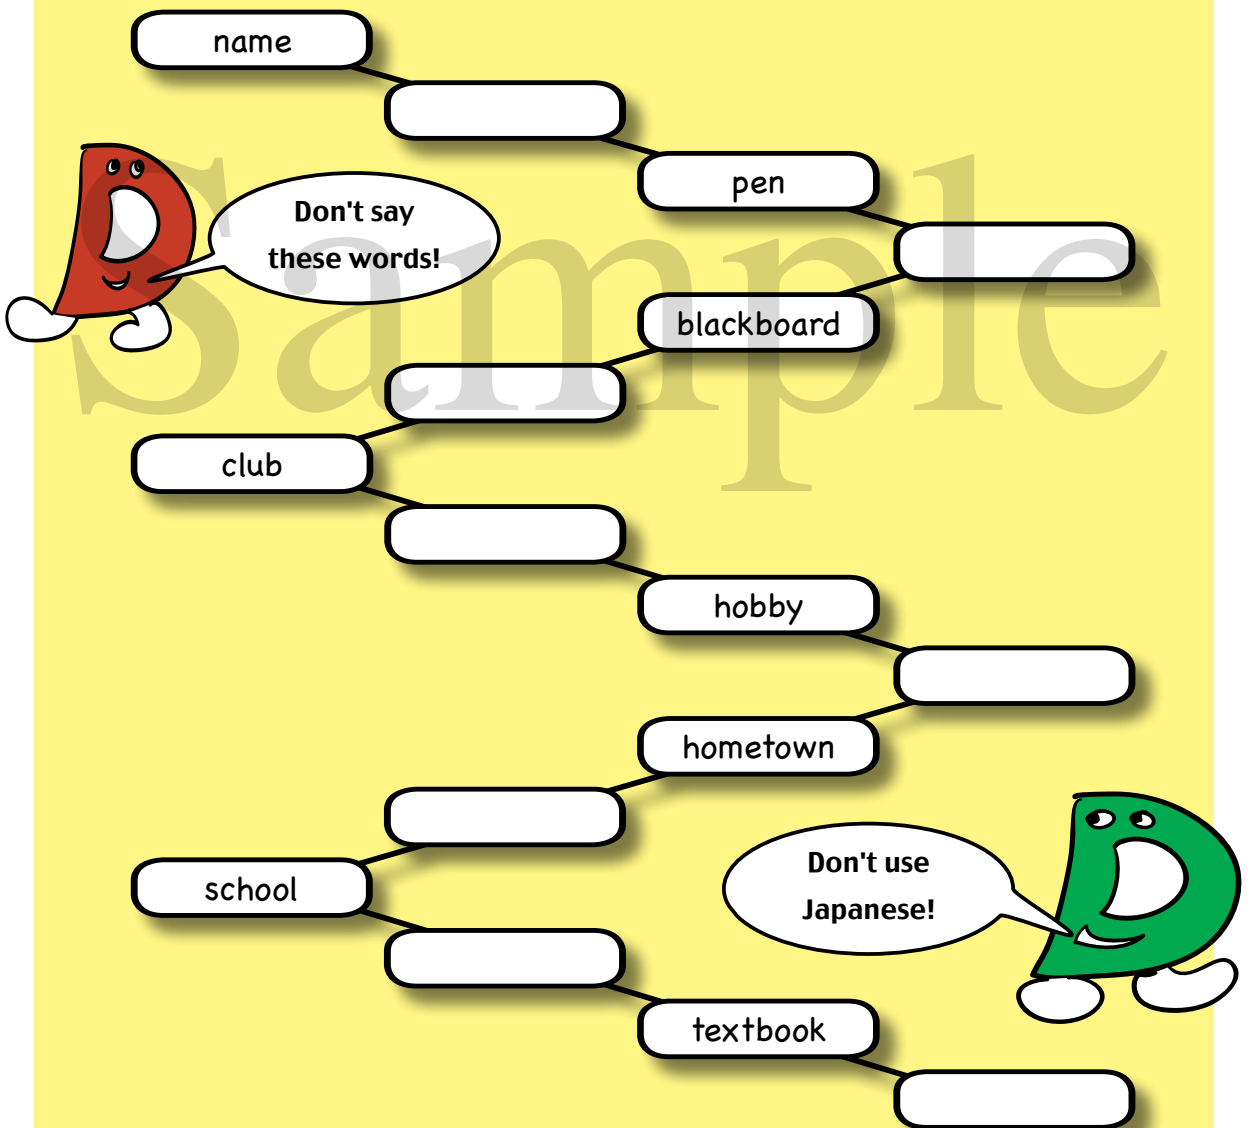 name
pen
Don't say
these words!
blackboard
club
hobby
hometown
Don't use
Japanese!
school
textbook
Sample